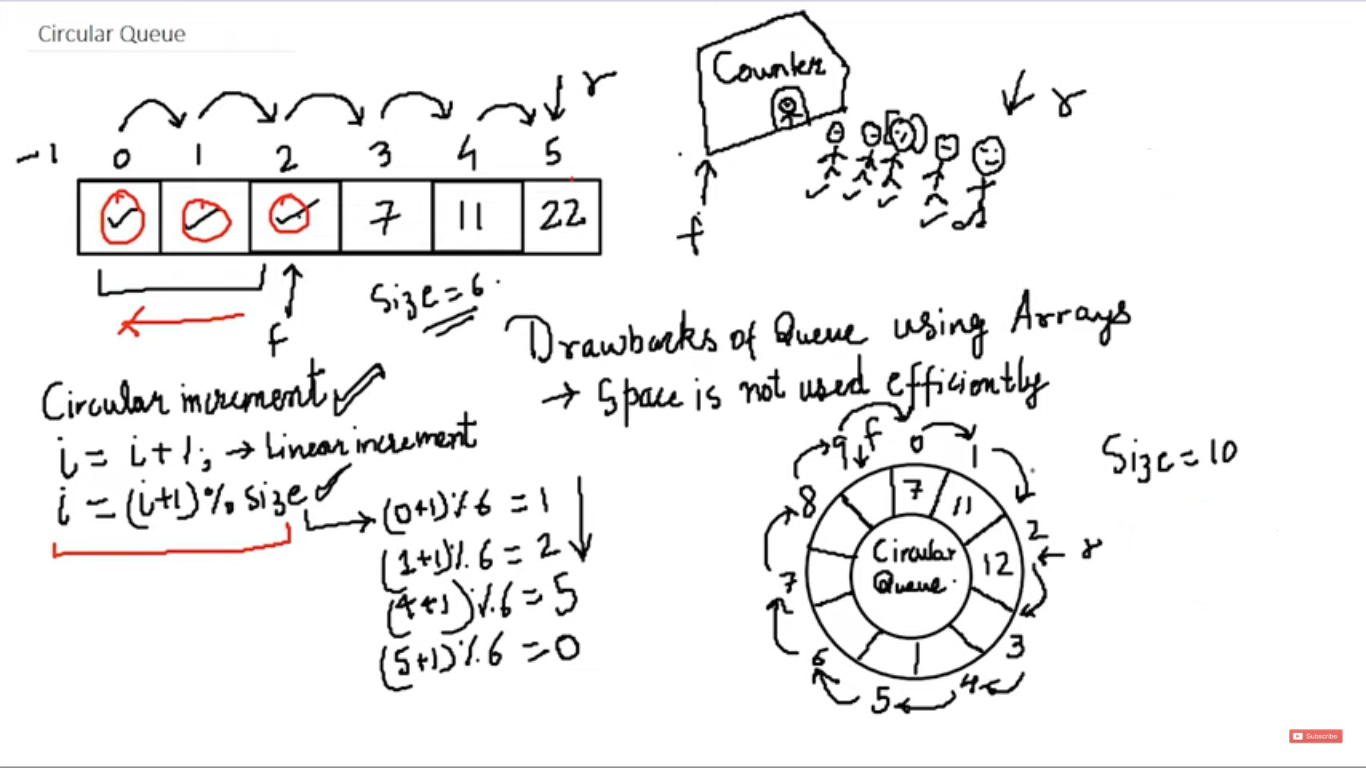 Circular Queue
r
-1 0 1 2 3 4 5
7 11 22
f
Size = 6
Counter
r
f
Drawbacks of Queue using Arrays
→ Space is not used efficiently
Circular increment
i = i+1; → Linear increment
i = (i+1) % size
(0+1) % 6 = 1
(1+1) % 6 = 2
(4+1) % 6 = 5
(5+1) % 6 = 0
Size = 10
9 f 0 1
8 7 11 2
Circular
Queue
12 r
7
6 5 4 3
Subscribe